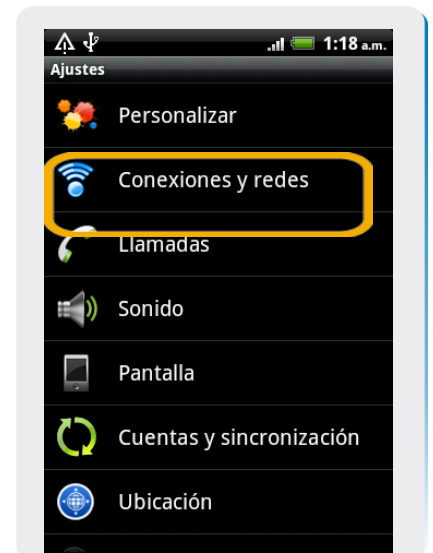 1:18 a.m.
Ajustes
Personalizar
Conexiones y redes
Llamadas
Sonido
Pantalla
Cuentas y sincronización
Ubicación